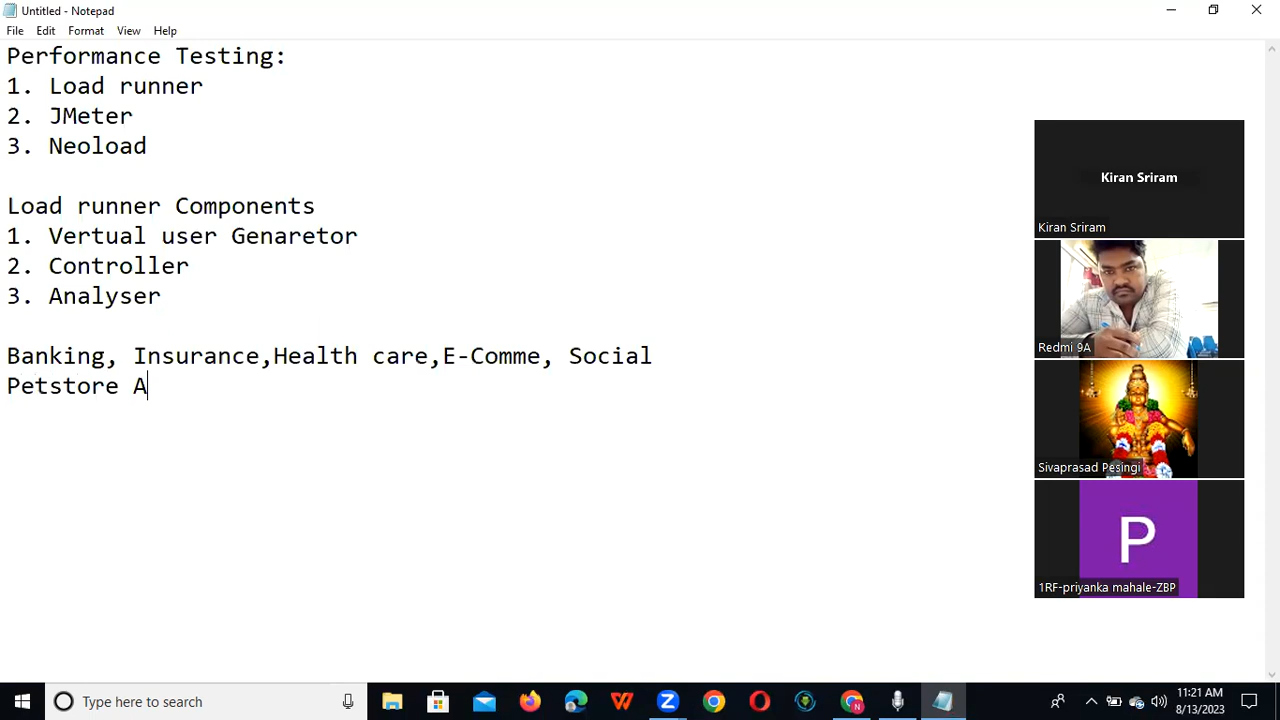 Untitled - Notepad
File Edit Format View Help
Performance Testing:
1. Load runner
2. JMeter
3. Neoload
Load runner Components
1. Vertual user Genaretor
2. Controller
3. Analyser
Banking, Insurance,Health care,E-Comme, Social
Petstore A
Kiran Sriram
Kiran Sriram
Redmi 9A
Sivaprasad Pesingi
P
1RF-priyanka mahale-ZBP
Type here to search
11:21 AM
8/13/2023